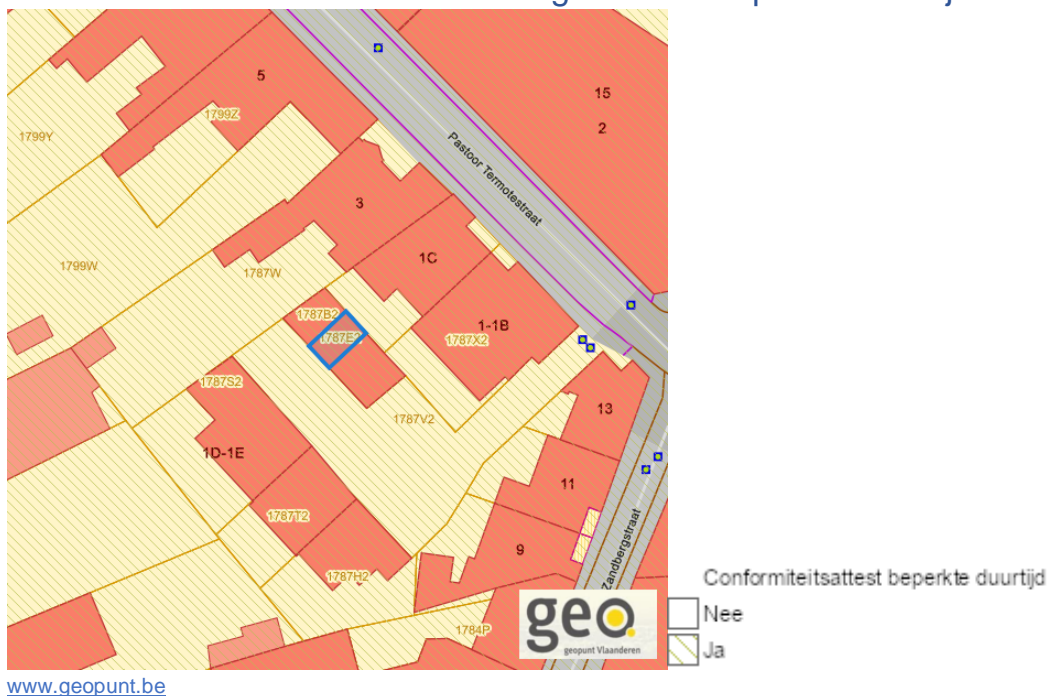 5
15
2
1799Z
1799Y
Pastoor Termotestraat
3
1C
1799W
1787W
1787B2
1-1B
1787E2
1787X2
1787S2
13
1787V2
1D-1E
11
1787T2
9
Zandbergstraat
1787H2
1784P
geo
geopunt Vlaanderen
Conformiteitsattest beperkte duurtijd
Nee
Ja
www.geopunt.be